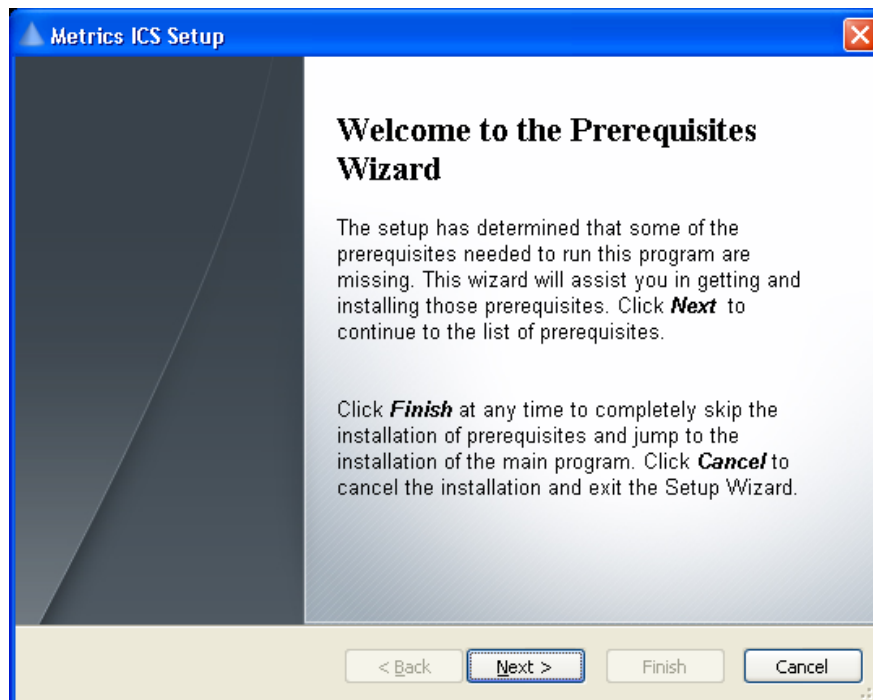 Metrics ICS Setup
Welcome to the Prerequisites
Wizard
The setup has determined that some of the
prerequisites needed to run this program are
missing. This wizard will assist you in getting and
installing those prerequisites. Click Next to
continue to the list of prerequisites.
Click Finish at any time to completely skip the
installation of prerequisites and jump to the
installation of the main program. Click Cancel to
cancel the installation and exit the Setup Wizard.
< Back Next > Finish Cancel